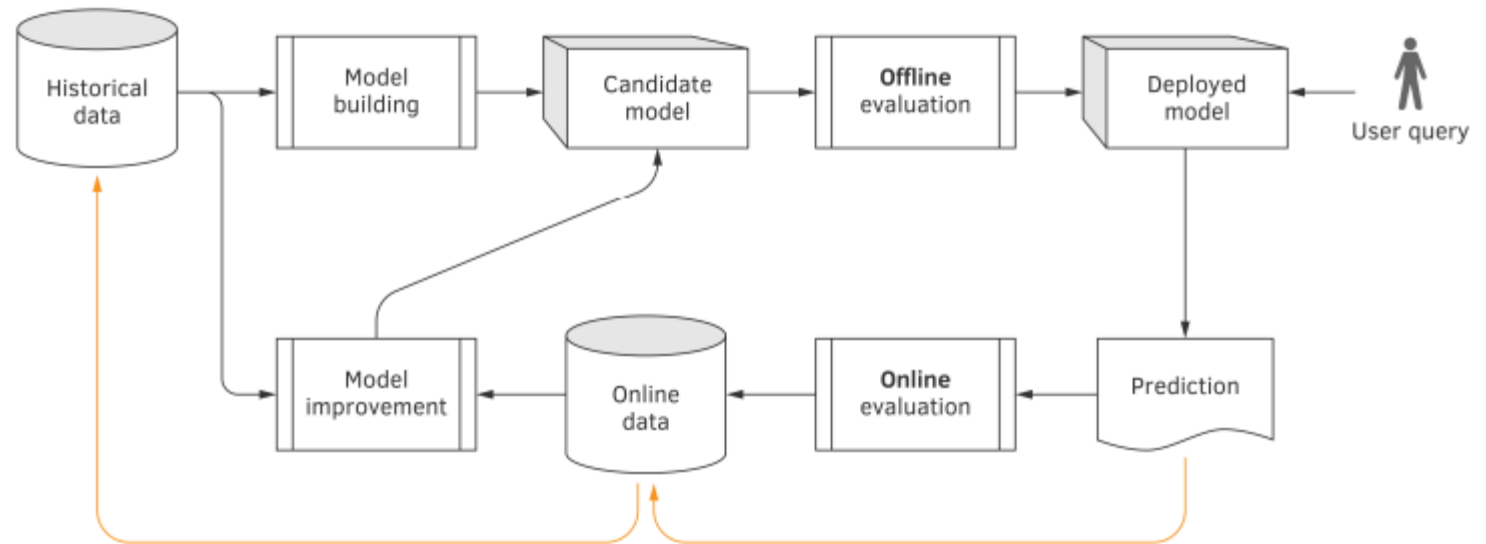 Historical
data
Model
building
Candidate
model
Offline
evaluation
Deployed
model
User query
Model
improvement
Online
data
Online
evaluation
Prediction